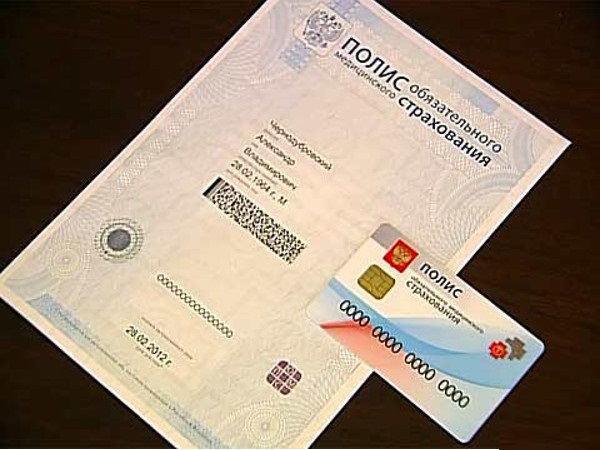 ПОЛИС обязательного
медицинского страхования
Чернодубровский
Александр
Владимирович
28.02.1964 г., М
0000000000000000
28.02.2012 г.
ПОЛИС
обязательного медицинского
страхования
0000 0000 0000 0000